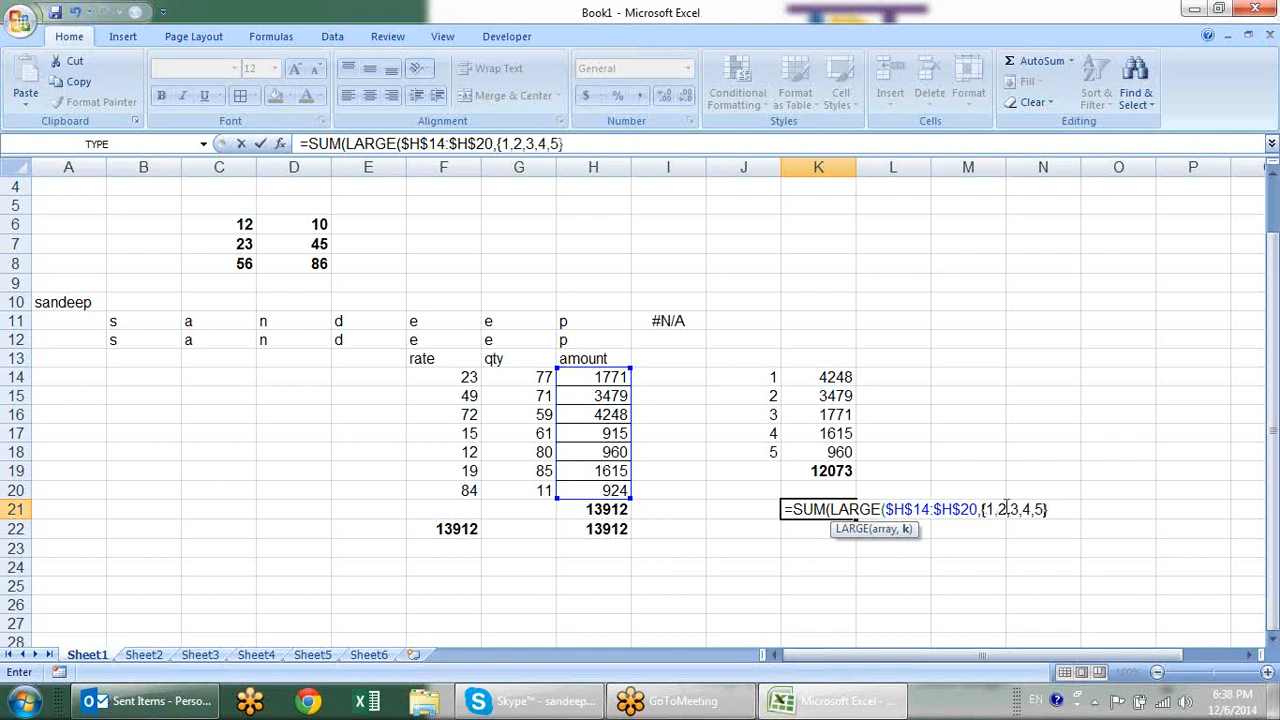 Book1 - Microsoft Excel
Home Insert Page Layout Formulas Data Review View Developer
Paste
Cut
Copy
Format Painter
Clipboard
12 A A
B I U
Font
Wrap Text
Merge & Center
Alignment
General
$ % ,
Number
Conditional Formatting
Format as Table
Cell Styles
Styles
Insert Delete Format
Cells
Σ AutoSum
Fill
Clear
Sort & Filter
Find & Select
Editing
TYPE =SUM(LARGE($H$14:$H$20,{1,2,3,4,5}
A B C D E F G H I J K L M N O P
4
5
6 12 10
7 23 45
8 56 86
9
10 sandeep
11 s a n d e e p #N/A
12 s a n d e e p
13 rate qty amount
14 23 77 1771 1 4248
15 49 71 3479 2 3479
16 72 59 4248 3 1771
17 15 61 915 4 1615
18 12 80 960 5 960
19 19 85 1615 12073
20 84 11 924
21 13912 =SUM(LARGE($H$14:$H$20,{1,2,3,4,5}
22 13912 13912 LARGE(array, k)
23
24
25
26
27
28
Sheet1 Sheet2 Sheet3 Sheet4 Sheet5 Sheet6
Enter 100%
Sent Items - Perso... Skype™ - sandeep... GoToMeeting Microsoft Excel - ... EN 6:38 PM
12/6/2014